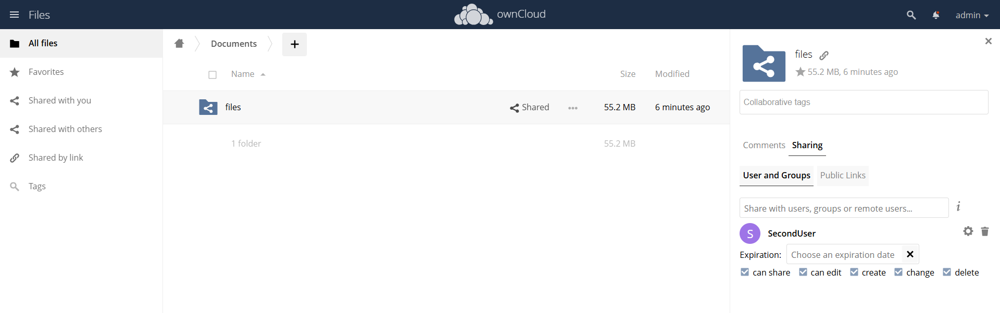 Files
ownCloud
admin
All files
Favorites
Shared with you
Shared with others
Shared by link
Tags
Documents
+
Name
Size
Modified
files
Shared
55.2 MB
6 minutes ago
1 folder
55.2 MB
files
55.2 MB, 6 minutes ago
Collaborative tags
Comments
Sharing
User and Groups
Public Links
Share with users, groups or remote users...
i
S
SecondUser
Expiration:
Choose an expiration date
can share
can edit
create
change
delete